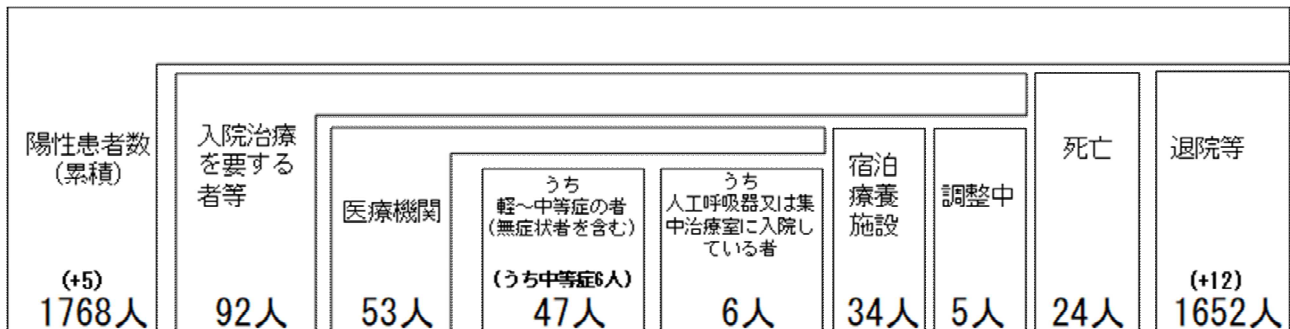 陽性患者数
(累積)
(+5)
1768人
入院治療
を要する
者等
92人
医療機関
53人
うち
軽～中等症の者
(無症状者を含む)
(うち中等症6人)
47人
うち
人工呼吸器又は集
中治療室に入院し
ている者
6人
宿泊
療養
施設
34人
調整中
5人
死亡
24人
退院等
(+12)
1652人